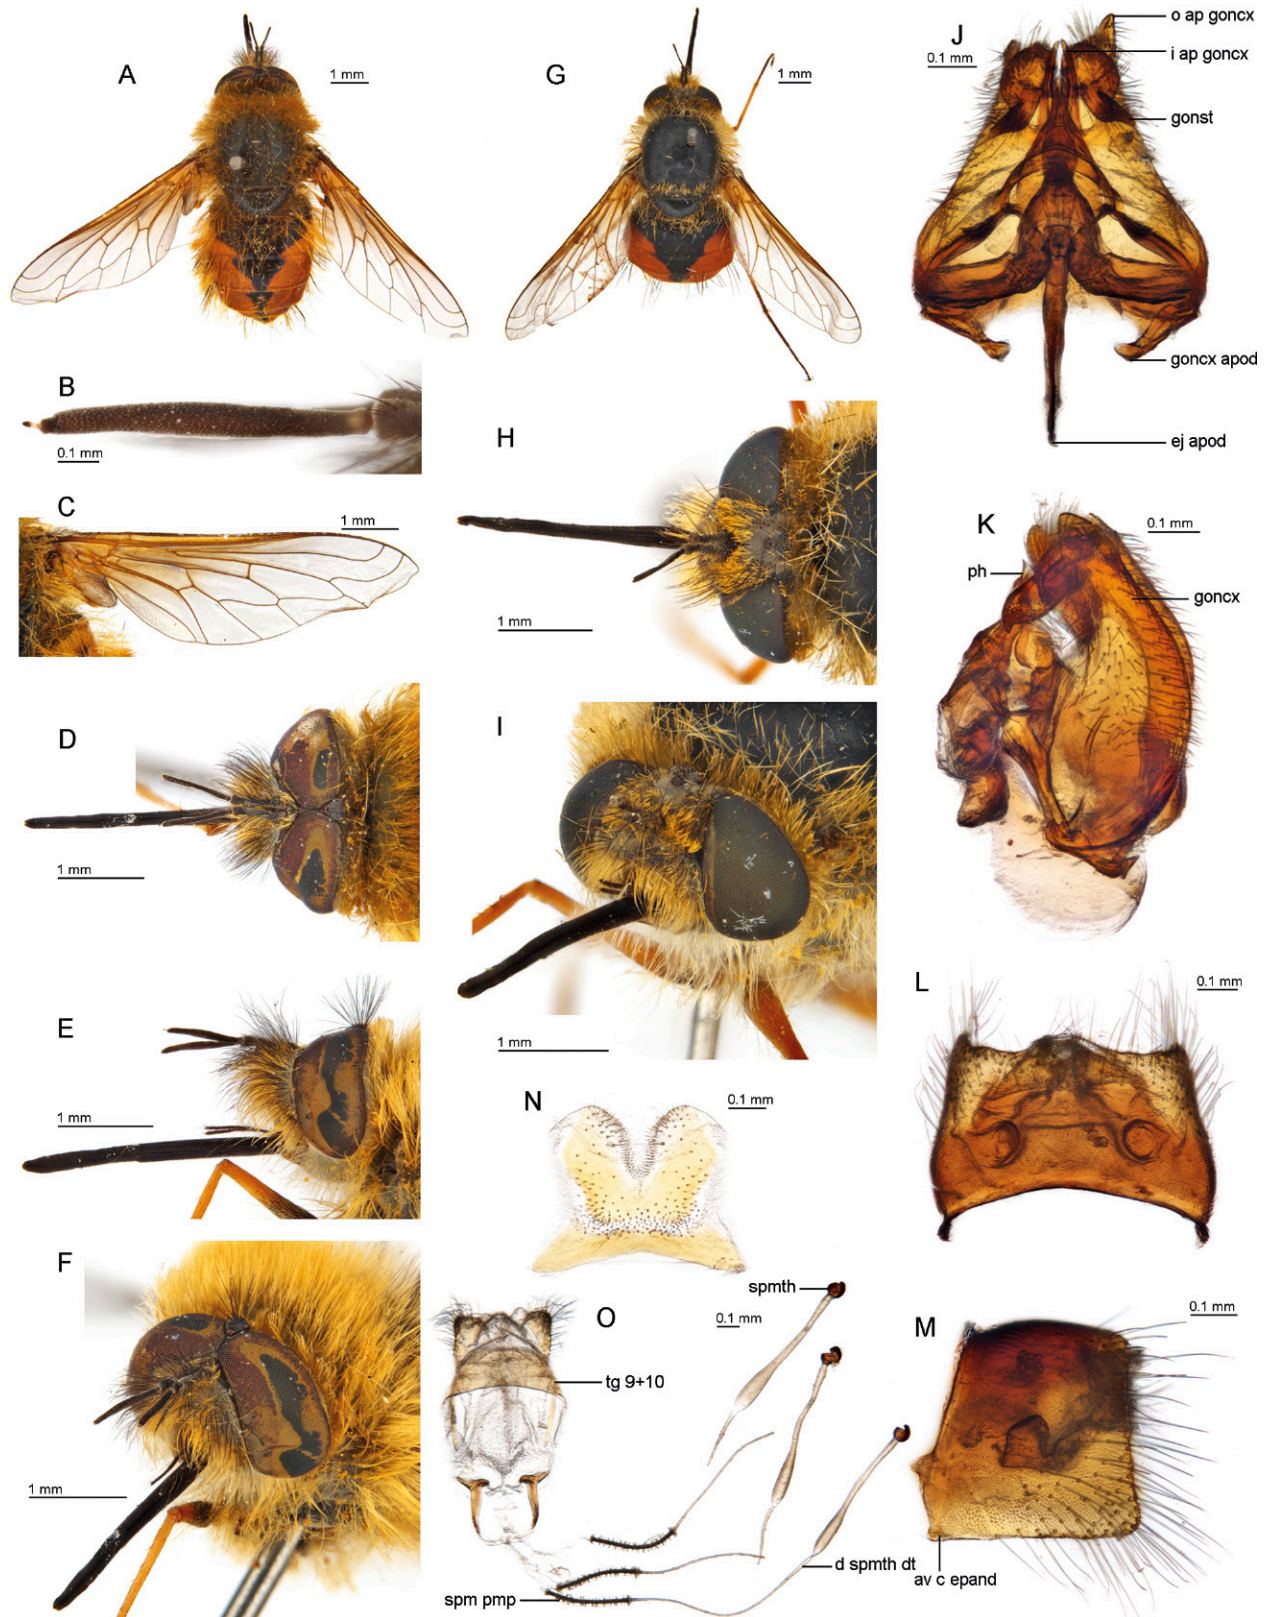 A
1 mm
B
0.1 mm
C
1 mm
D
1 mm
E
1 mm
F
1 mm
G
1 mm
H
1 mm
I
1 mm
J
0.1 mm
o ap goncx
i ap goncx
gonst
goncx apod
ej apod
K
0.1 mm
ph
goncx
L
0.1 mm
N
0.1 mm
O
0.1 mm
spmth
tg 9+10
d spmth dt
spm pmp
M
0.1 mm
av c epand